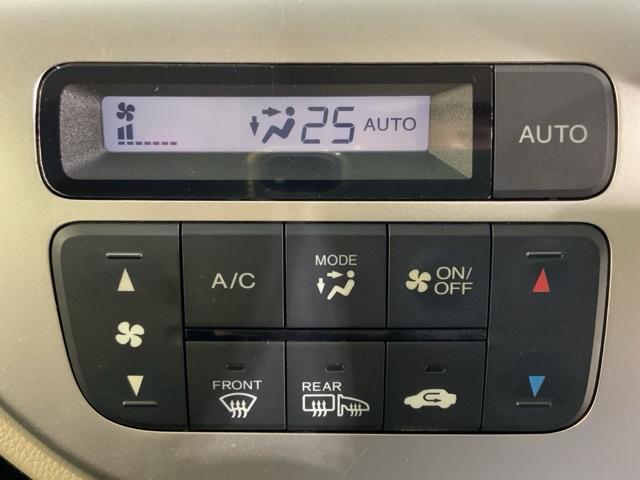 25 AUTO
AUTO
A/C
MODE
ON/
OFF
FRONT
REAR